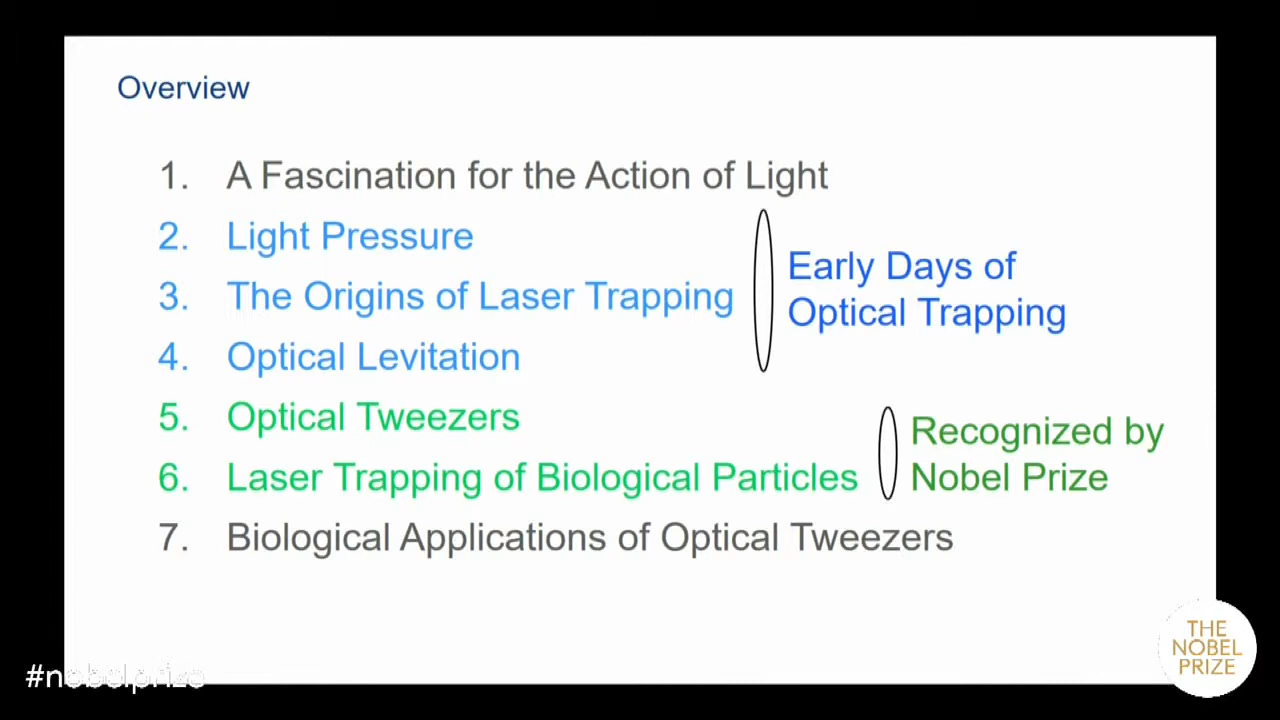 Overview
1. A Fascination for the Action of Light
2. Light Pressure
3. The Origins of Laser Trapping
4. Optical Levitation
Early Days of
Optical Trapping
5. Optical Tweezers
6. Laser Trapping of Biological Particles
Recognized by
Nobel Prize
7. Biological Applications of Optical Tweezers
#nobelprize
THE
NOBEL
PRIZE